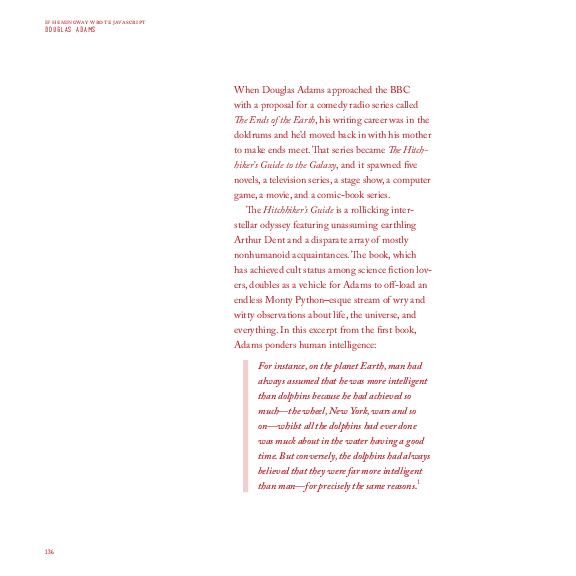 IF HEMINGWAY WROTE JAVASCRIPT
DOUGLAS ADAMS
When Douglas Adams approached the BBC
with a proposal for a comedy radio series called
The Ends of the Earth, his writing career was in the
doldrums and he'd moved back in with his mother
to make ends meet. That series became The Hitch-
hiker's Guide to the Galaxy, and it spawned five
novels, a television series, a stage show, a computer
game, a movie, and a comic-book series.
The Hitchhiker's Guide is a rollicking inter-
stellar odyssey featuring unassuming earthling
Arthur Dent and a disparate array of mostly
nonhumanoid acquaintances. The book, which
has achieved cult status among science fiction lov-
ers, doubles as a vehicle for Adams to off-load an
endless Monty Python–esque stream of wry and
witty observations about life, the universe, and
everything. In this excerpt from the first book,
Adams ponders human intelligence:
For instance, on the planet Earth, man had
always assumed that he was more intelligent
than dolphins because he had achieved so
much—the wheel, New York, wars and so
on—whilst all the dolphins had ever done
was muck about in the water having a good
time. But conversely, the dolphins had always
believed that they were far more intelligent
than man—for precisely the same reasons.1
136